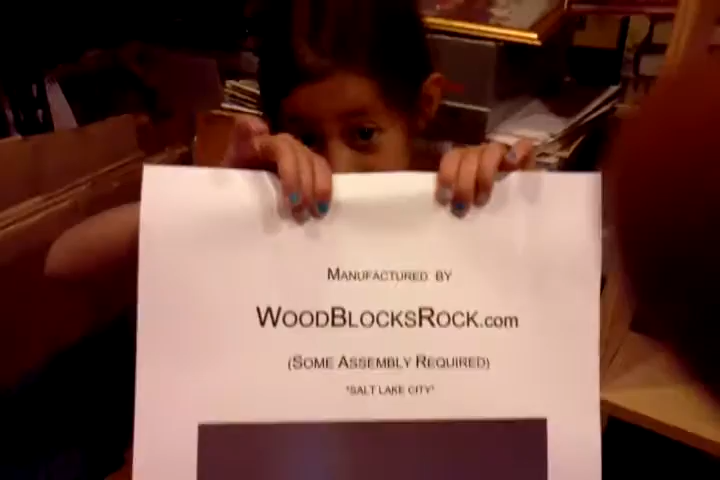 Manufactured by
WoodBlocksRock.com
(Some Assembly Required)
*Salt Lake City*